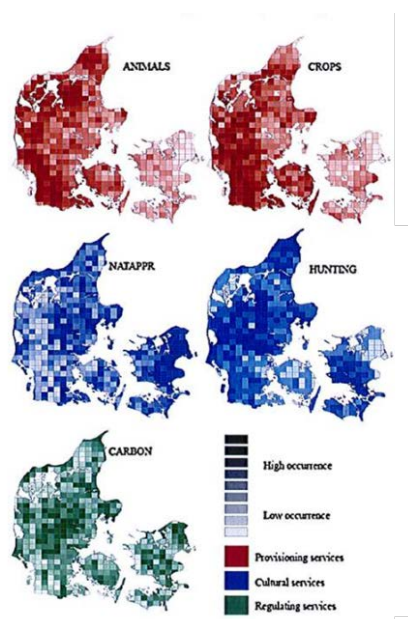 ANIMALS
CROPS
NATAPPR
HUNTING
CARBON
High occurrence
Low occurrence
Provisioning services
Cultural services
Regulating services